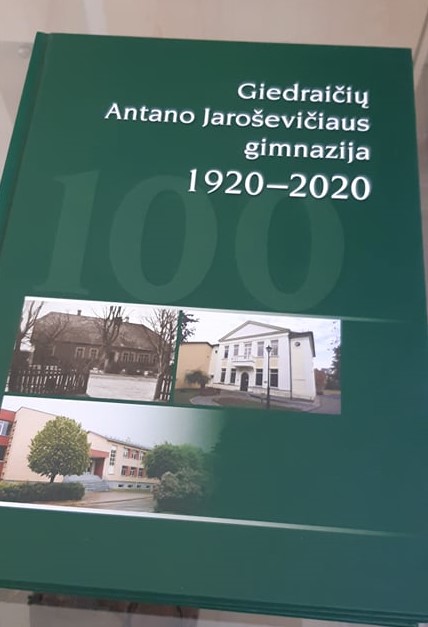 Giedraičių
Antano Jaroševičiaus
gimnazija
1920–2020
100